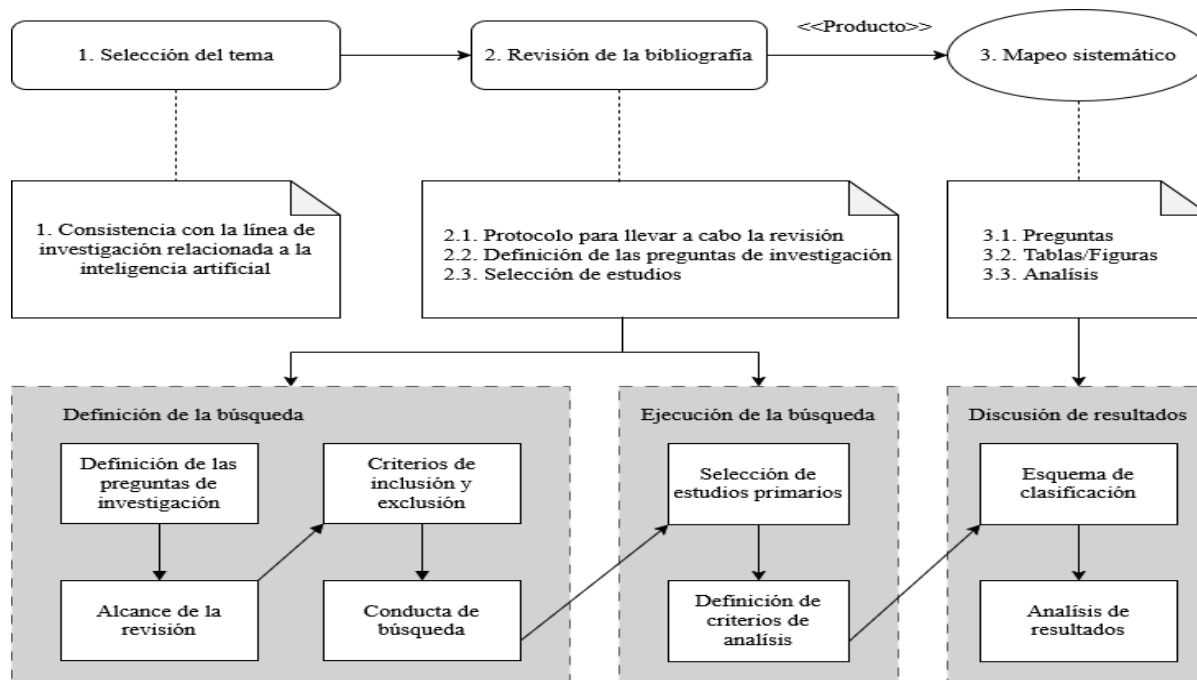 1. Selección del tema
2. Revisión de la bibliografía
<<Producto>>
3. Mapeo sistemático
1. Consistencia con la línea de
investigación relacionada a la
inteligencia artificial
2.1. Protocolo para llevar a cabo la revisión
2.2. Definición de las preguntas de investigación
2.3. Selección de estudios
3.1. Preguntas
3.2. Tablas/Figuras
3.3. Analísis
Definición de la búsqueda
Definición de las
preguntas de
investigación
Alcance de la
revisión
Criterios de
inclusión y
exclusión
Conducta de
búsqueda
Ejecución de la búsqueda
Selección de
estudios primarios
Definición de
criterios de
analísis
Discusión de resultados
Esquema de
clasificación
Analísis de
resultados